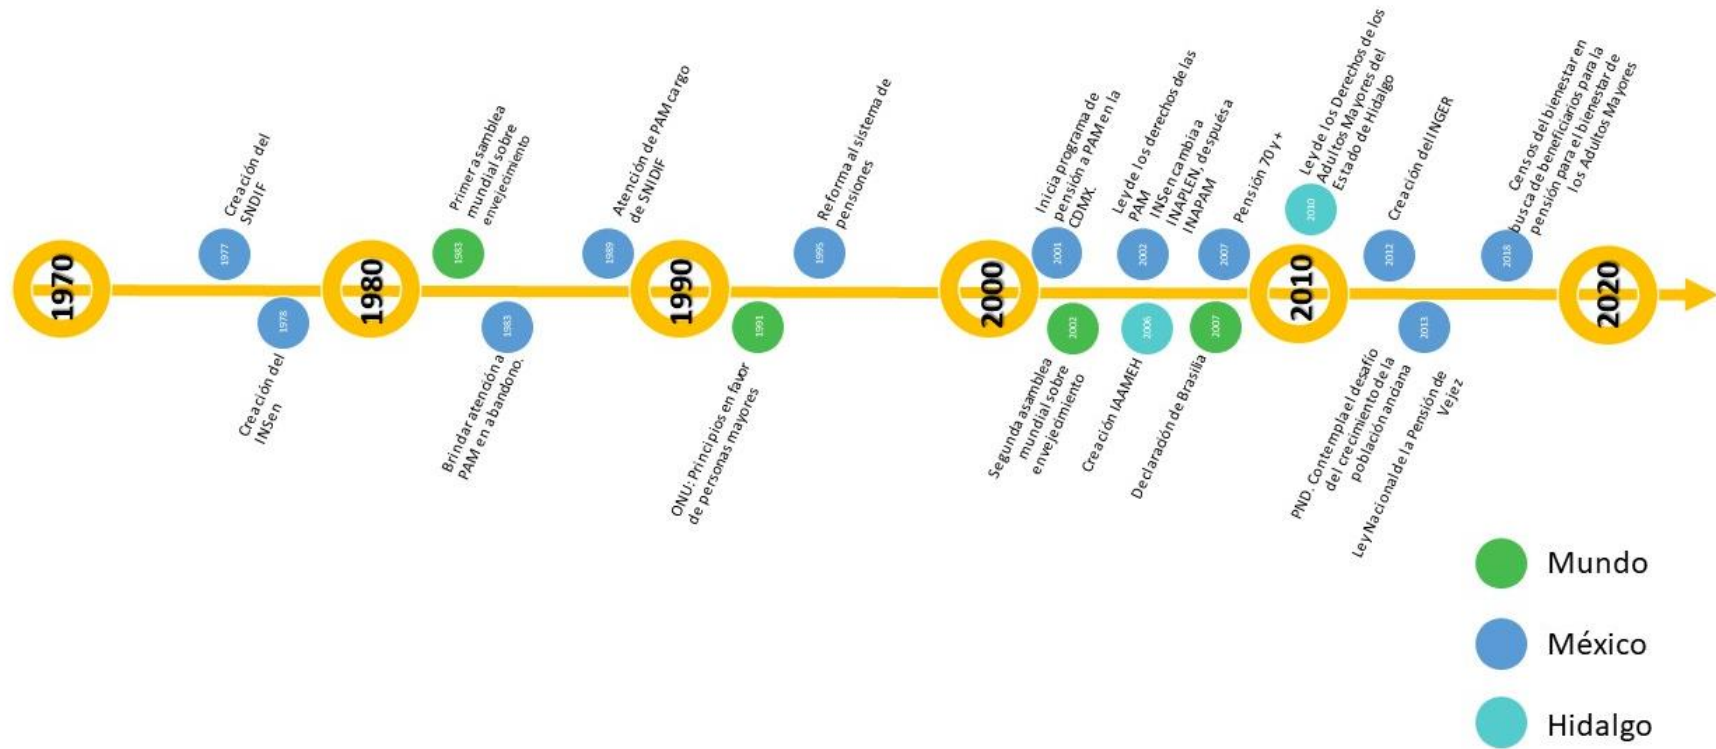 1970
1977
Creación del
SNDIF
1978
Creación del
INSen
1980
1983
Primera asamblea
mundial sobre
envejecimiento
1983
Brindar atención a
PAM en abandono.
1989
Atención de PAM cargo
de SNIDIF
1990
1991
ONU: Principios en favor
de personas mayores
1995
Reforma al sistema de
pensiones
2000
2001
Inicia programa de
pensión a PAM en la
CDMX.
2002
Segunda asamblea
mundial sobre
envejecimiento
2002
Ley de los derechos de las
PAM
INSen cambia a
INAPLEN, después a
INAPAM
2006
Creación IAAMEH
2007
Pensión 70 y +
2007
Declaración de Brasilia
2010
2010
Ley de los Derechos de los
Adultos Mayores del
Estado de Hidalgo
2012
Creación del INGER
2013
PND. Contempla el desafío
del crecimiento de la
población anciana
Ley Nacional de la Pensión de
Vejez
2018
Censos del bienestar en
busca de beneficiarios para la
pensión para el bienestar de
los Adultos Mayores
2020
Mundo
México
Hidalgo